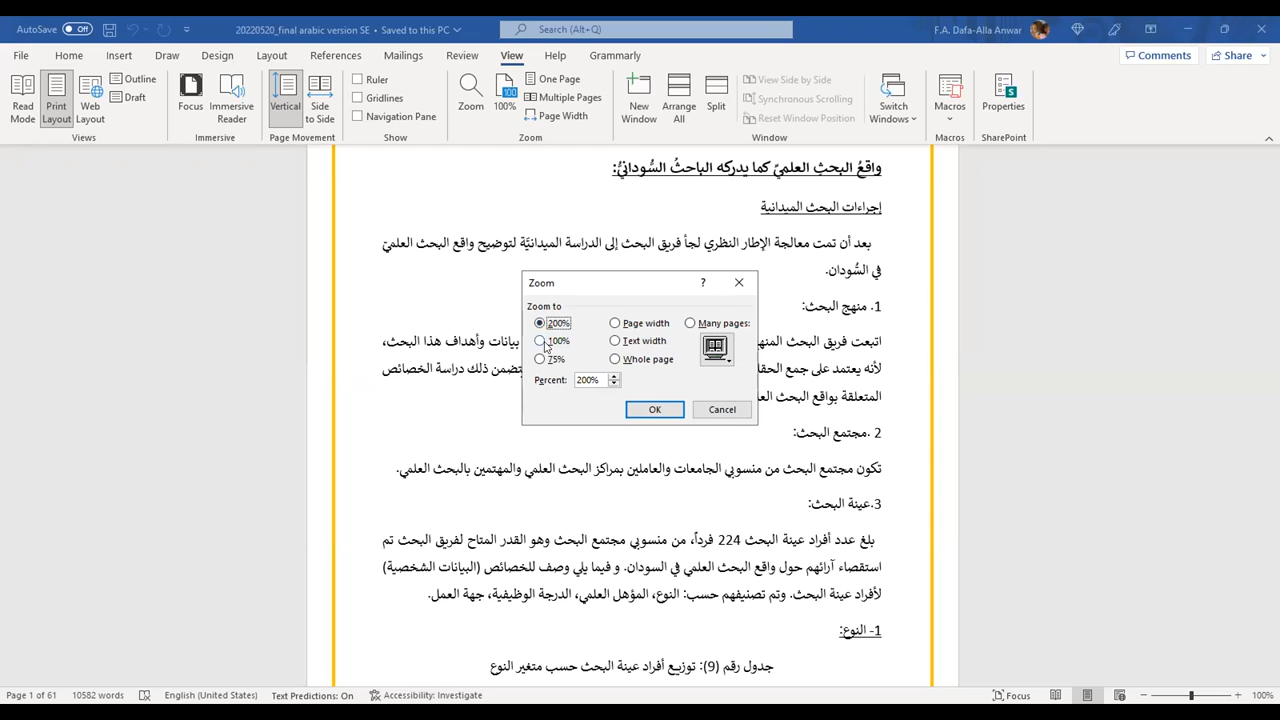 AutoSave Off 20220520_final arabic version SE • Saved to this PC Search (Alt+Q) F.A. Dafa-Alla Anwar
File Home Insert Draw Design Layout References Mailings Review View Help Grammarly Comments Share
Read Mode
Print Layout
Web Layout
Outline
Draft
Views
Focus
Immersive Reader
Immersive
Vertical
Side to Side
Page Movement
Ruler
Gridlines
Navigation Pane
Show
Zoom
100
100%
One Page
Multiple Pages
Page Width
Zoom
New Window
Arrange All
Split
View Side by Side
Synchronous Scrolling
Reset Window Position
Window
Switch Windows
Macros
Macros
Properties
SharePoint
واقعُ البحثِ العلميِّ كما يدركه الباحثُ السُّودانيُّ:
إجراءات البحث الميدانية
بعد أن تمت معالجة الإطار النظري لجأ فريق البحث إلى الدراسة الميدانيَّة لتوضيح واقع البحث العلميّ
في السُّودان.
1. منهج البحث:
اتبعت فريق البحث المنه
بيانات وأهداف هذا البحث،
لأنه يعتمد على جمع الحقا
تضمن ذلك دراسة الخصائص
المتعلقة بواقع البحث الع
2 .مجتمع البحث:
تكون مجتمع البحث من منسوبي الجامعات والعاملين بمراكز البحث العلمي والمهتمين بالبحث العلمي.
3.عينة البحث:
بلغ عدد أفراد عينة البحث 224 فرداً، من منسوبي مجتمع البحث وهو القدر المتاح لفريق البحث تم
استقصاء آرائهم حول واقع البحث العلمي في السودان. و فيما يلي وصف للخصائص (البيانات الشخصية)
لأفراد عينة البحث. وتم تصنيفهم حسب: النوع، المؤهل العلمي، الدرجة الوظيفية، جهة العمل.
1- النوع:
جدول رقم (9): توزيع أفراد عينة البحث حسب متغير النوع
Zoom ?
Zoom to
200% Page width Many pages:
100% Text width
75% Whole page
Percent: 200%
OK Cancel
Page 1 of 61 10582 words English (United States) Text Predictions: On Accessibility: Investigate Focus 100%